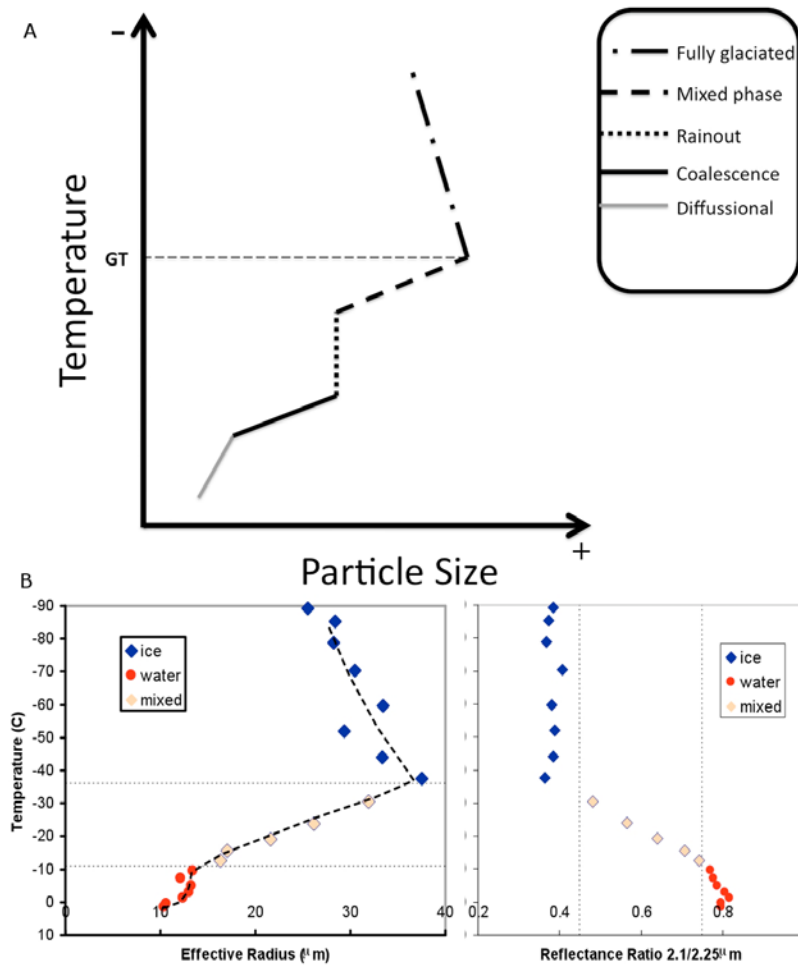 A
−
Temperature
GT
+
Particle Size
Fully glaciated
Mixed phase
Rainout
Coalescence
Diffussional
B
-90
-80
-70
-60
-50
-40
-30
-20
-10
0
10
Temperature (C)
ice
water
mixed
0 10 20 30 40
Effective Radius (µm)
ice
water
mixed
0.2 0.4 0.6 0.8
Reflectance Ratio 2.1/2.25µm